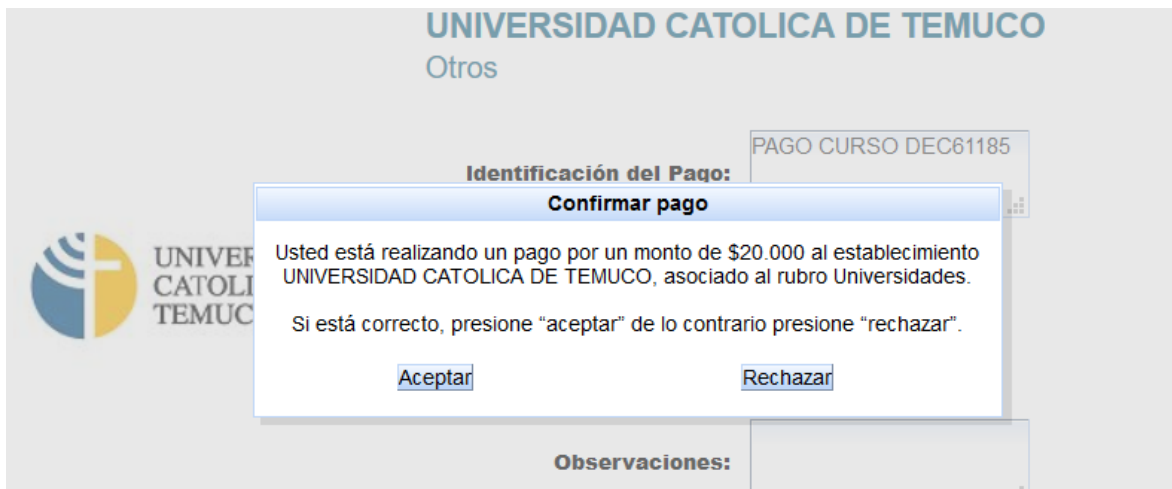 UNIVERSIDAD CATOLICA DE TEMUCO
Otros
PAGO CURSO DEC61185
Identificación del Pago:
Confirmar pago
UNIVER
CATOLI
TEMUC
Usted está realizando un pago por un monto de $20.000 al establecimiento
UNIVERSIDAD CATOLICA DE TEMUCO, asociado al rubro Universidades.
Si está correcto, presione “aceptar” de lo contrario presione “rechazar”.
Aceptar
Rechazar
Observaciones: